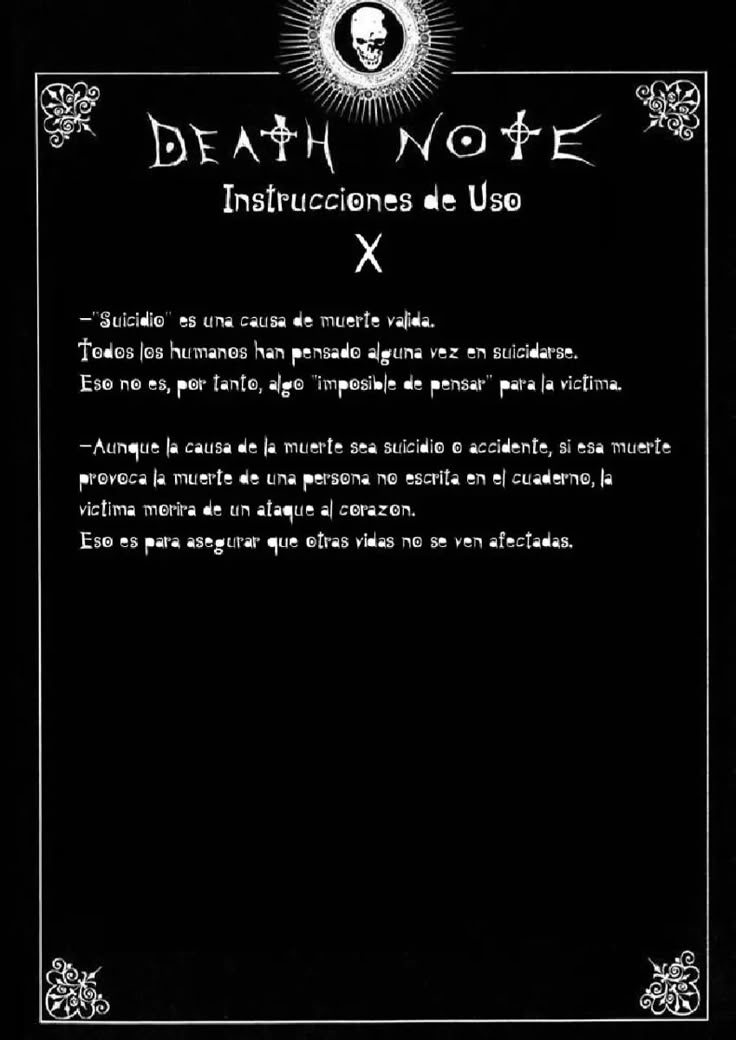 DEATH NOTE
Instrucciones de Uso
X
-"Suicidio" es una causa de muerte valida.
Todos los humanos han pensado alguna vez en suicidarse.
Eso no es, por tanto, algo "imposible de pensar" para la victima.
-Aunque la causa de la muerte sea suicidio o accidente, si esa muerte
provoca la muerte de una persona no escrita en el cuaderno, la
victima morira de un ataque al corazon.
Eso es para asegurar que otras vidas no se ven afectadas.